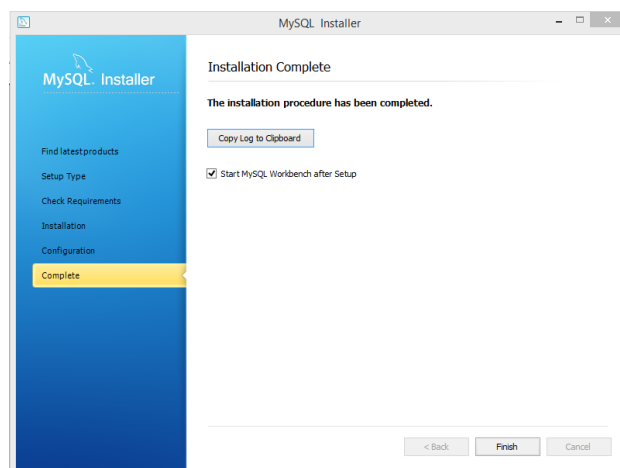 MySQL Installer
MySQL. Installer
Find latest products
Setup Type
Check Requirements
Installation
Configuration
Complete
Installation Complete
The installation procedure has been completed.
Copy Log to Clipboard
Start MySQL Workbench after Setup
< Back
Finish
Cancel